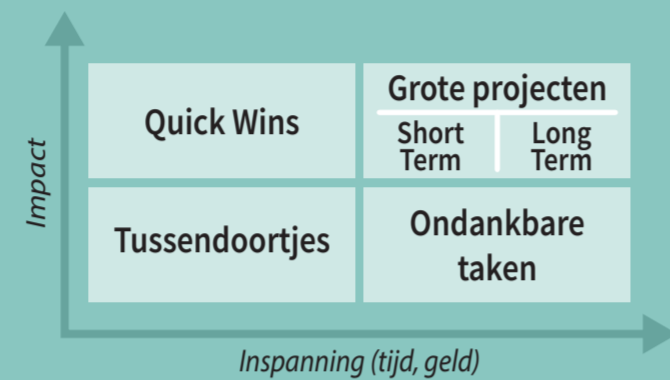 Impact
Quick Wins
Grote projecten
Short
Term
Long
Term
Tussendoortjes
Ondankbare
taken
Inspanning (tijd, geld)